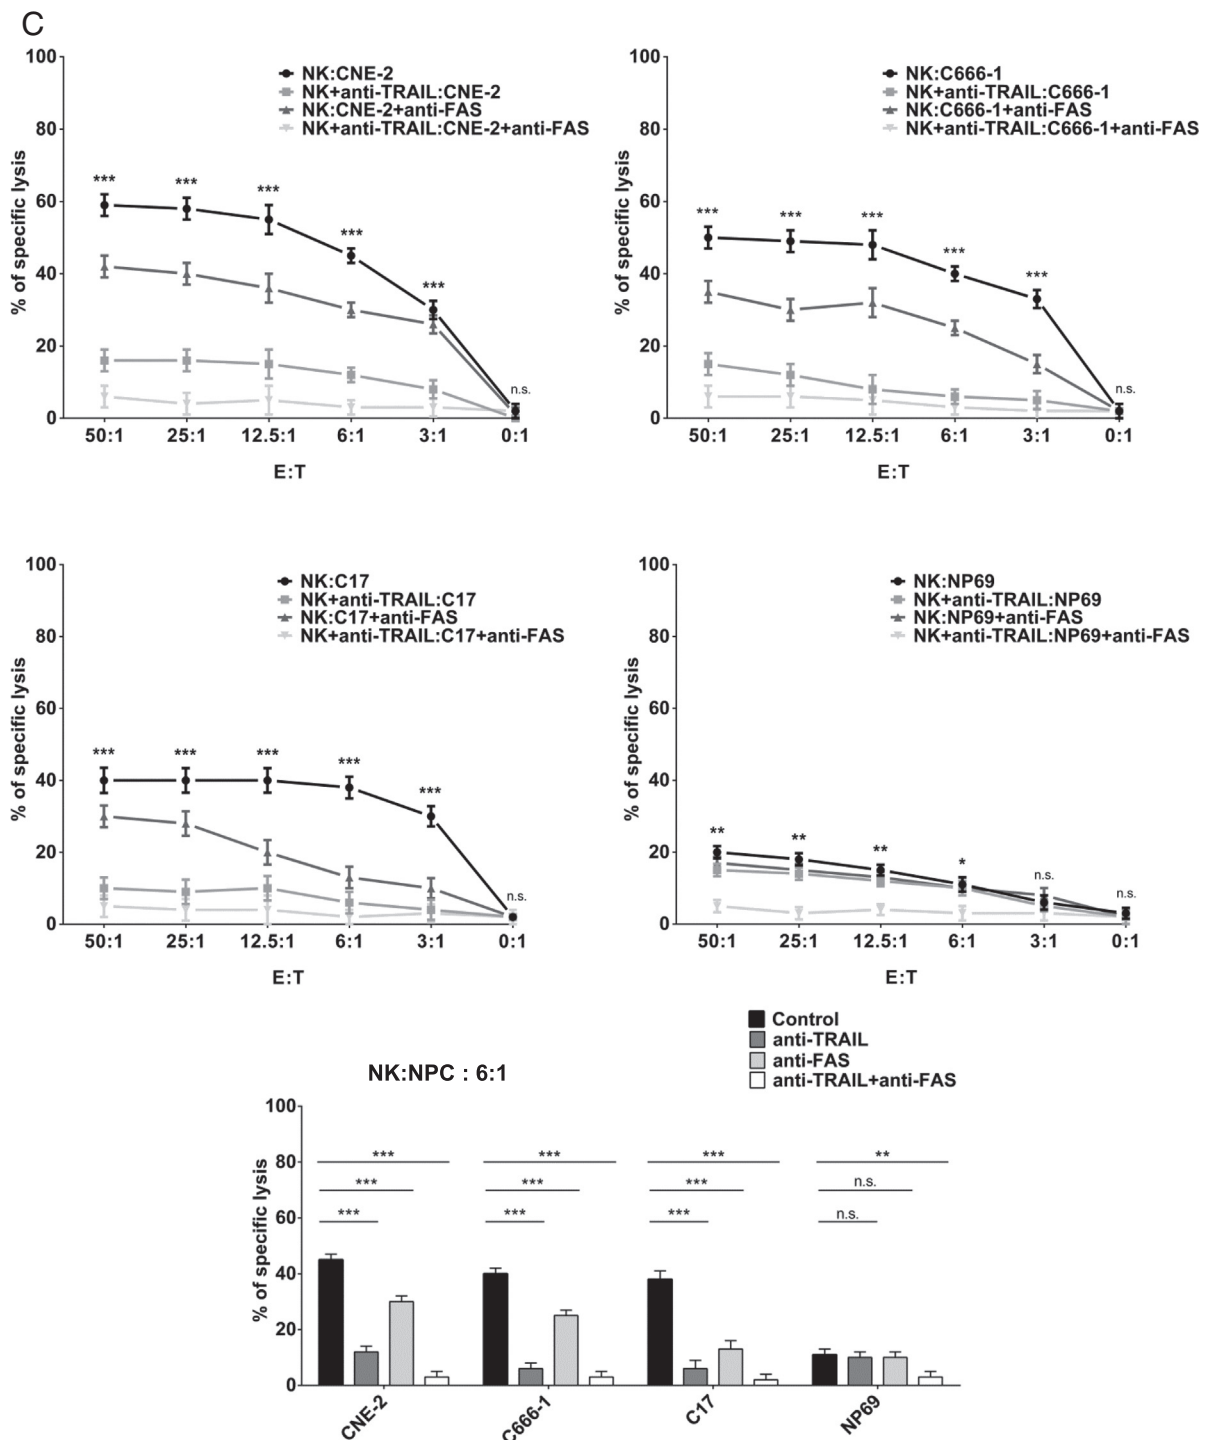 C
NK:CNE-2
NK+anti-TRAIL:CNE-2
NK:CNE-2+anti-FAS
NK+anti-TRAIL:CNE-2+anti-FAS
% of specific lysis
100
80
60
40
20
0
*** *** *** *** *** n.s.
50:1 25:1 12.5:1 6:1 3:1 0:1
E:T
NK:C666-1
NK+anti-TRAIL:C666-1
NK:C666-1+anti-FAS
NK+anti-TRAIL:C666-1+anti-FAS
% of specific lysis
100
80
60
40
20
0
*** *** *** *** *** n.s.
50:1 25:1 12.5:1 6:1 3:1 0:1
E:T
NK:C17
NK+anti-TRAIL:C17
NK:C17+anti-FAS
NK+anti-TRAIL:C17+anti-FAS
% of specific lysis
100
80
60
40
20
0
*** *** *** *** *** n.s.
50:1 25:1 12.5:1 6:1 3:1 0:1
E:T
NK:NP69
NK+anti-TRAIL:NP69
NK:NP69+anti-FAS
NK+anti-TRAIL:NP69+anti-FAS
% of specific lysis
100
80
60
40
20
0
** ** ** * n.s. n.s.
50:1 25:1 12.5:1 6:1 3:1 0:1
E:T
Control
anti-TRAIL
anti-FAS
anti-TRAIL+anti-FAS
NK:NPC : 6:1
% of specific lysis
100
80
60
40
20
0
*** *** *** **
*** *** *** n.s.
*** *** *** n.s.
CNE-2 C666-1 C17 NP69